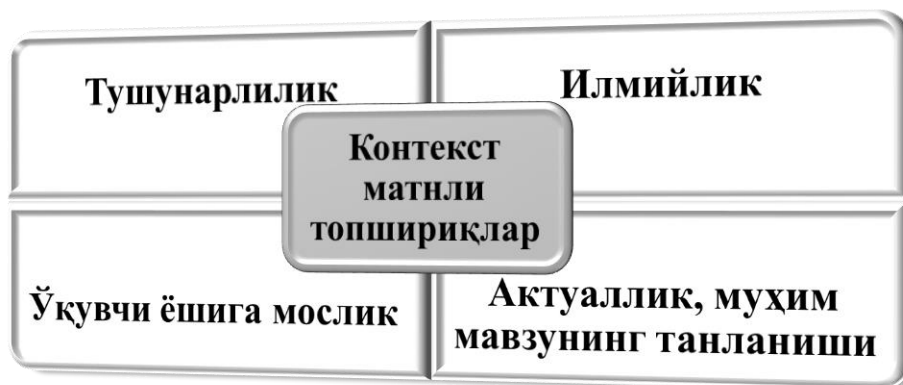 Тушунарлилик
Илмийлик
Контекст
матнли
топшириқлар
Ўқувчи ёшига мослик
Актуаллик, муҳим
мавзунинг танланиши